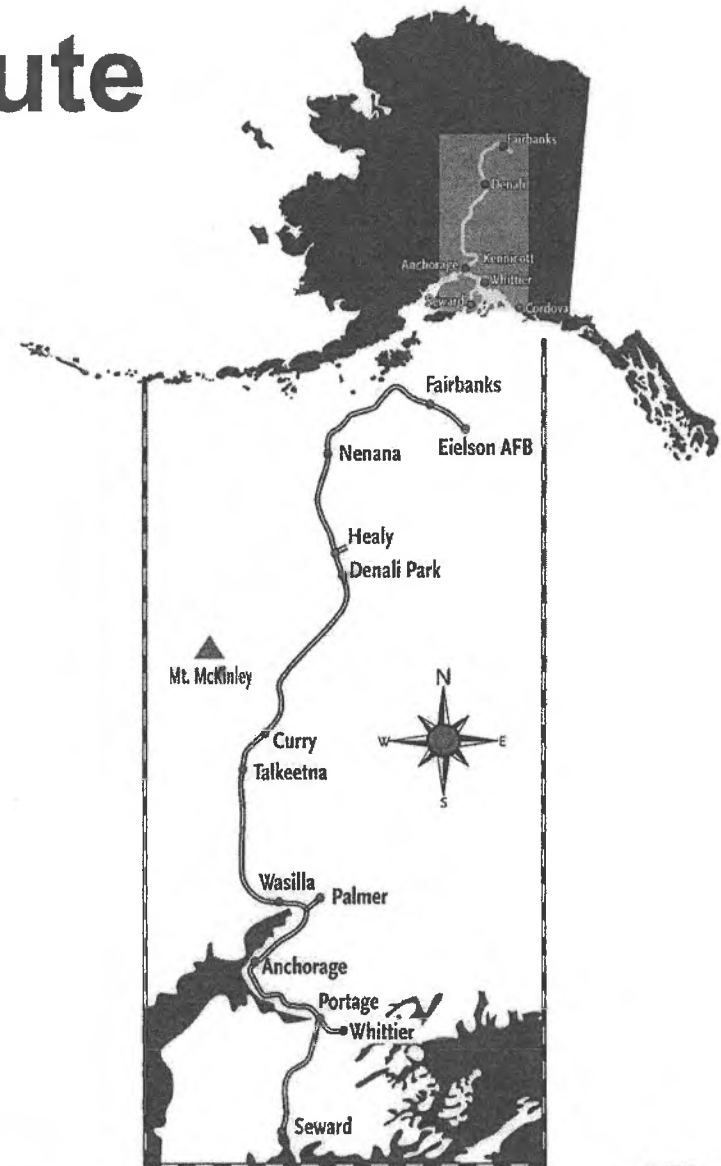 ute
Fairbanks
Denali
Kennicott
Anchorage
Whittier
Seward
Cordova
Fairbanks
Eielson AFB
Nenana
Healy
Denali Park
Mt. McKinley
N
W
E
S
Curry
Talkeetna
Wasilla
Palmer
Anchorage
Portage
Whittier
Seward